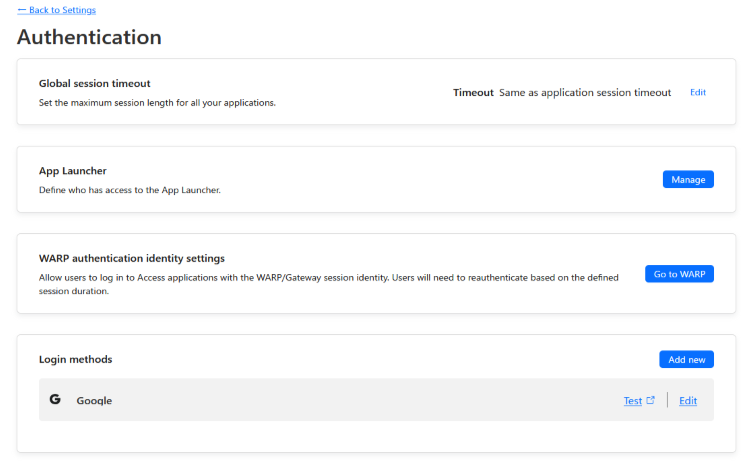 ← Back to Settings
Authentication
Global session timeout
Set the maximum session length for all your applications.
Timeout Same as application session timeout Edit
App Launcher
Define who has access to the App Launcher.
Manage
WARP authentication identity settings
Allow users to log in to Access applications with the WARP/Gateway session identity. Users will need to reauthenticate based on the defined
session duration.
Go to WARP
Login methods
Add new
G Google
Test Edit